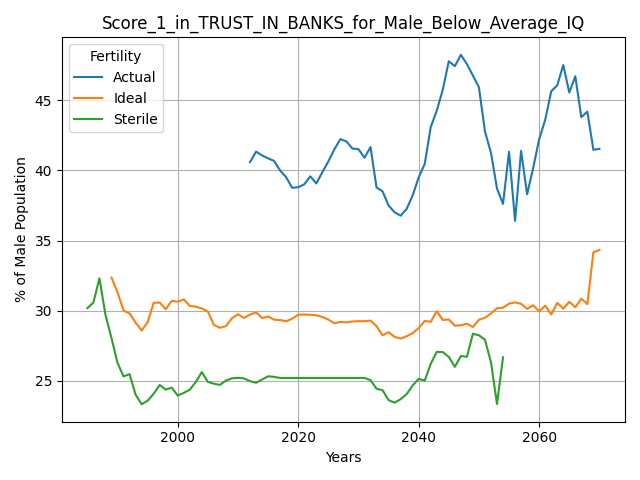 Score_1_in_TRUST_IN_BANKS_for_Male_Below_Average_IQ
Fertility
Actual
Ideal
Sterile
% of Male Population
45
40
35
30
25
2000
2020
2040
2060
Years